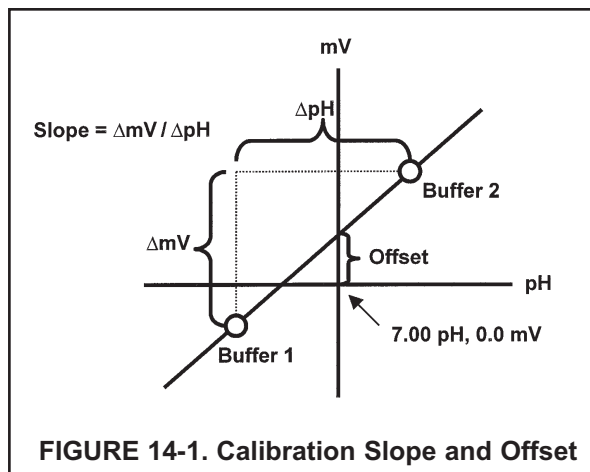 mV
ΔpH
Slope = ΔmV / ΔpH
Buffer 2
ΔmV
Offset
pH
7.00 pH, 0.0 mV
Buffer 1
FIGURE 14-1. Calibration Slope and Offset